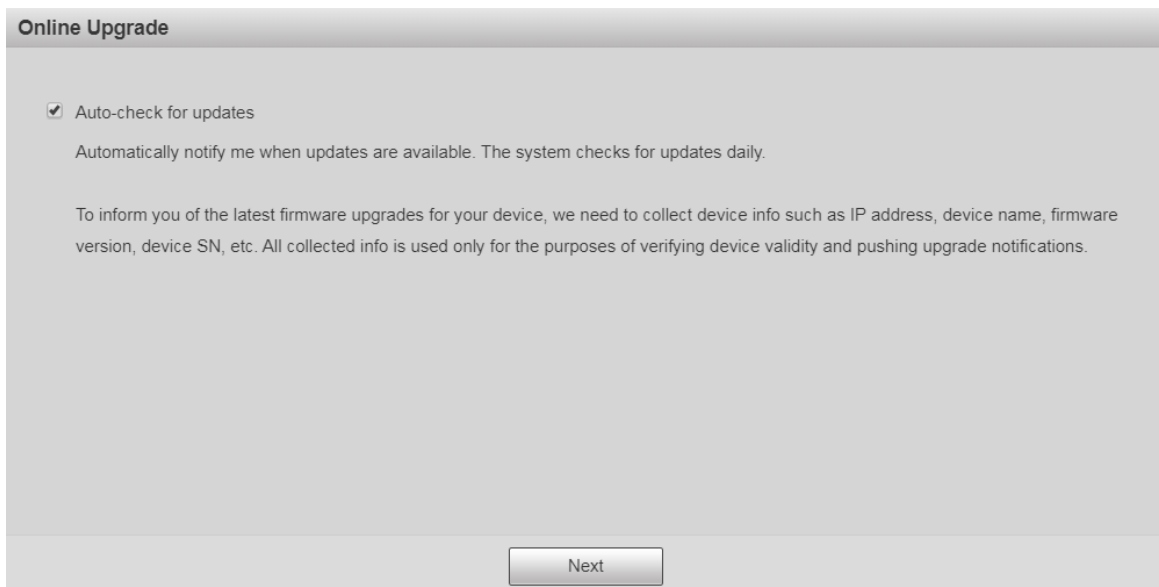 Online Upgrade
Auto-check for updates
Automatically notify me when updates are available. The system checks for updates daily.
To inform you of the latest firmware upgrades for your device, we need to collect device info such as IP address, device name, firmware
version, device SN, etc. All collected info is used only for the purposes of verifying device validity and pushing upgrade notifications.
Next